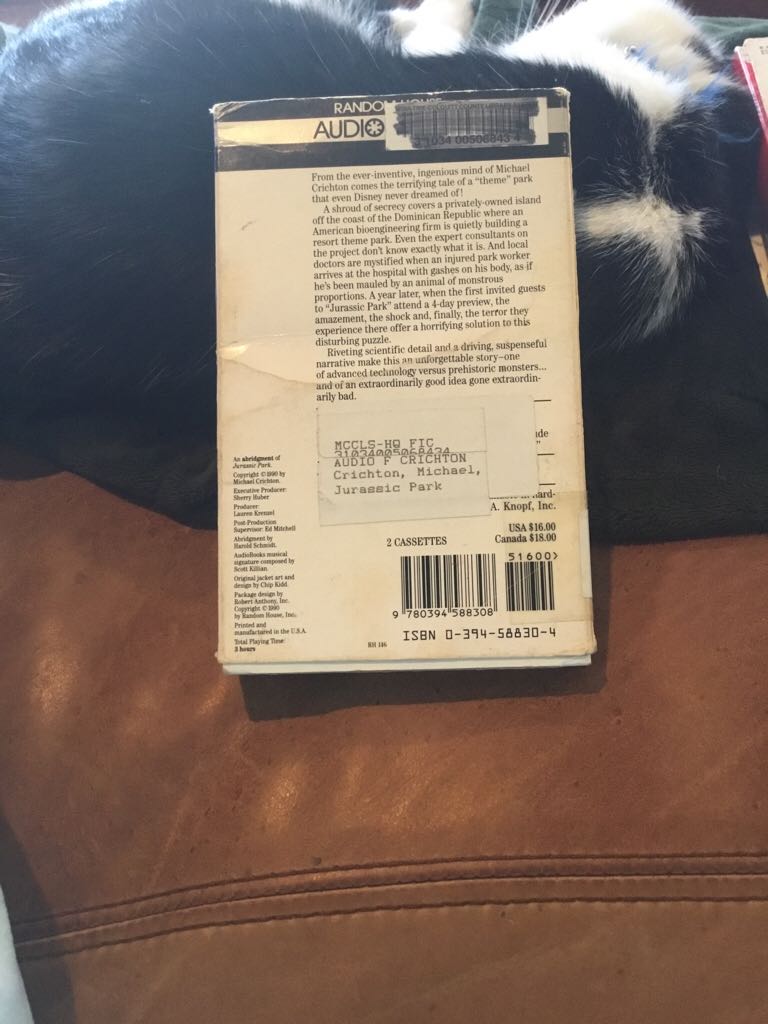 RANDOM HOUSE
AUDIO
1034 00506843 4
From the ever-inventive, ingenious mind of Michael
Crichton comes the terrifying tale of a "theme" park
that even Disney never dreamed of!
A shroud of secrecy covers a privately-owned island
off the coast of the Dominican Republic where an
American bioengineering firm is quietly building a
resort theme park. Even the expert consultants on
the project don't know exactly what it is. And local
doctors are mystified when an injured park worker
arrives at the hospital with gashes on his body, as if
he's been mauled by an animal of monstrous
proportions. A year later, when the first invited guests
to "Jurassic Park" attend a 4-day preview, the
amazement, the shock and, finally, the terror they
experience there offer a horrifying solution to this
disturbing puzzle.
Riveting scientific detail and a driving, suspenseful
narrative make this an unforgettable story–one
of advanced technology versus prehistoric monsters...
and of an extraordinarily good idea gone extraordin-
arily bad.
MCCLS-HQ FIC
31034005068434
AUDIO F CRICHTON
Crichton, Michael,
Jurassic Park
ard-
A. Knopf, Inc.
USA $16.00
Canada $18.00
2 CASSETTES
51600>
9 780394 588308
ISBN 0-394-58830-4
An abridgment of
Jurassic Park.
Copyright © 1990 by
Michael Crichton.
Executive Producer:
Sherry Huber
Producer:
Lauren Krenzel
Post-Production
Supervisor: Ed Mitchell
Abridgment by
Harold Schmidt.
AudioBooks musical
signature composed by
Scott Killian.
Original jacket art and
design by Chip Kidd.
Package design by
Robert Anthony, Inc.
Copyright © 1990
by Random House, Inc.
Printed and
manufactured in the U.S.A.
Total Playing Time:
3 hours
RH 146